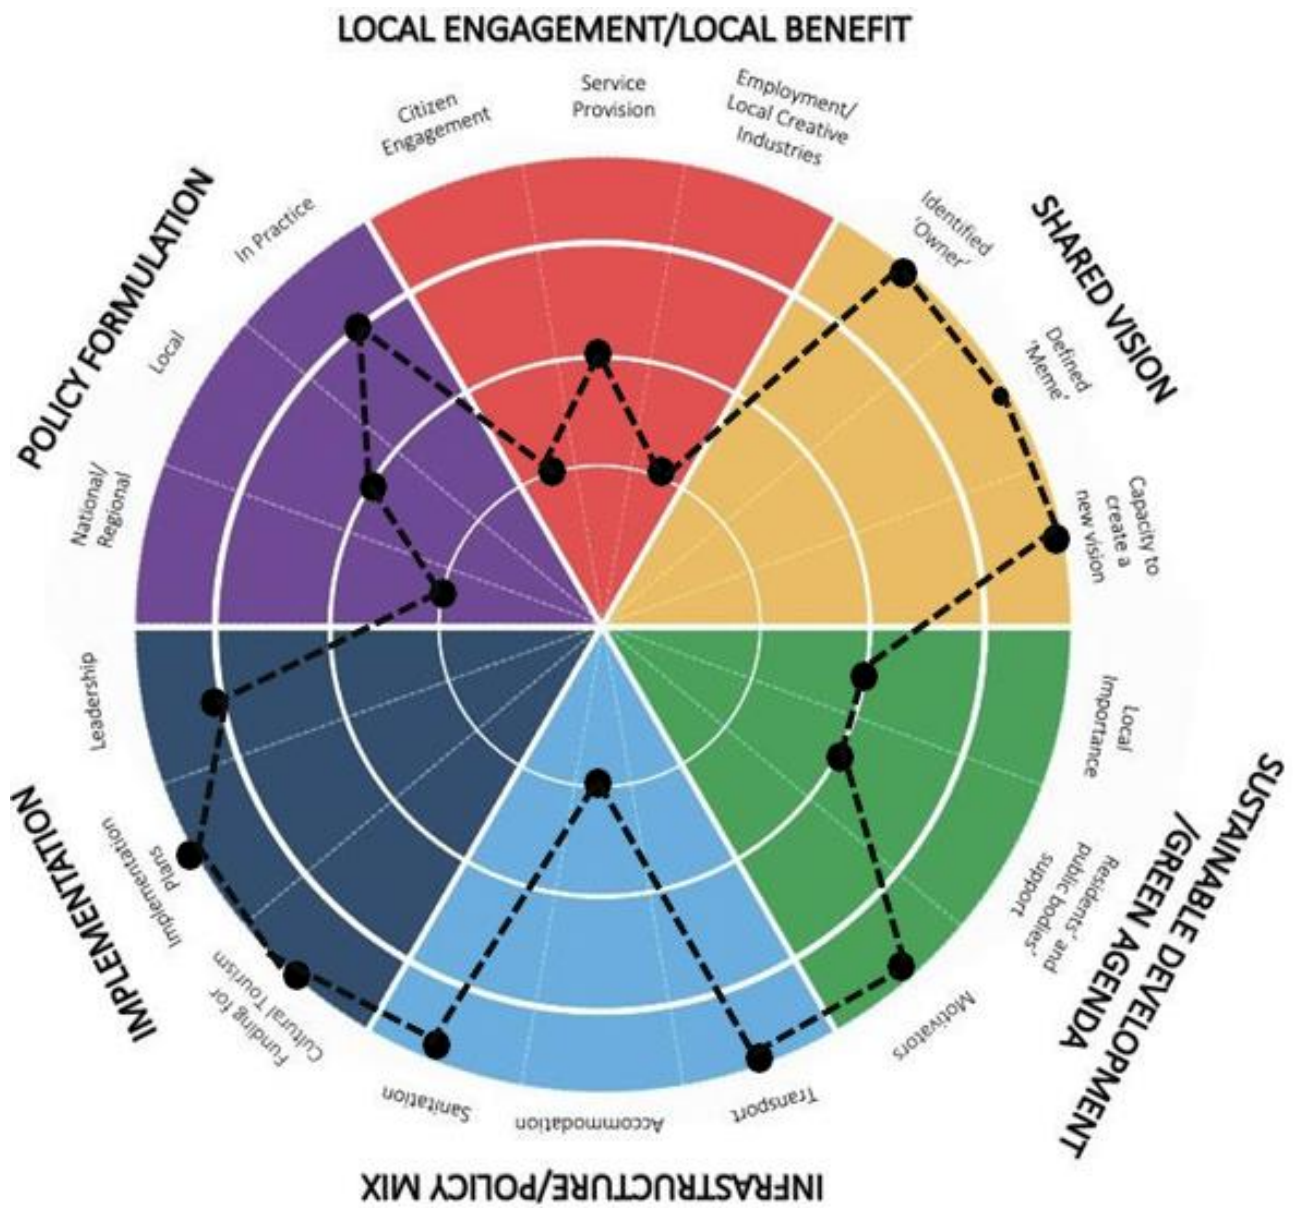 LOCAL ENGAGEMENT/LOCAL BENEFIT
Citizen
Engagement
Service
Provision
Employment/
Local Creative
Industries
SHARED VISION
Identified
‘Owner’
Defined
‘Meme’
Capacity to
create a
new vision
SUSTAINABLE DEVELOPMENT
/GREEN AGENDA
Local
Importance
Residents’ and
public bodies’
support
Motivators
INFRASTRUCTURE/POLICY MIX
Transport
Accommodation
Sanitation
IMPLEMENTATION
Funding for
Cultural Tourism
Implementation
Plans
Leadership
POLICY FORMULATION
National/
Regional
Local
In Practice